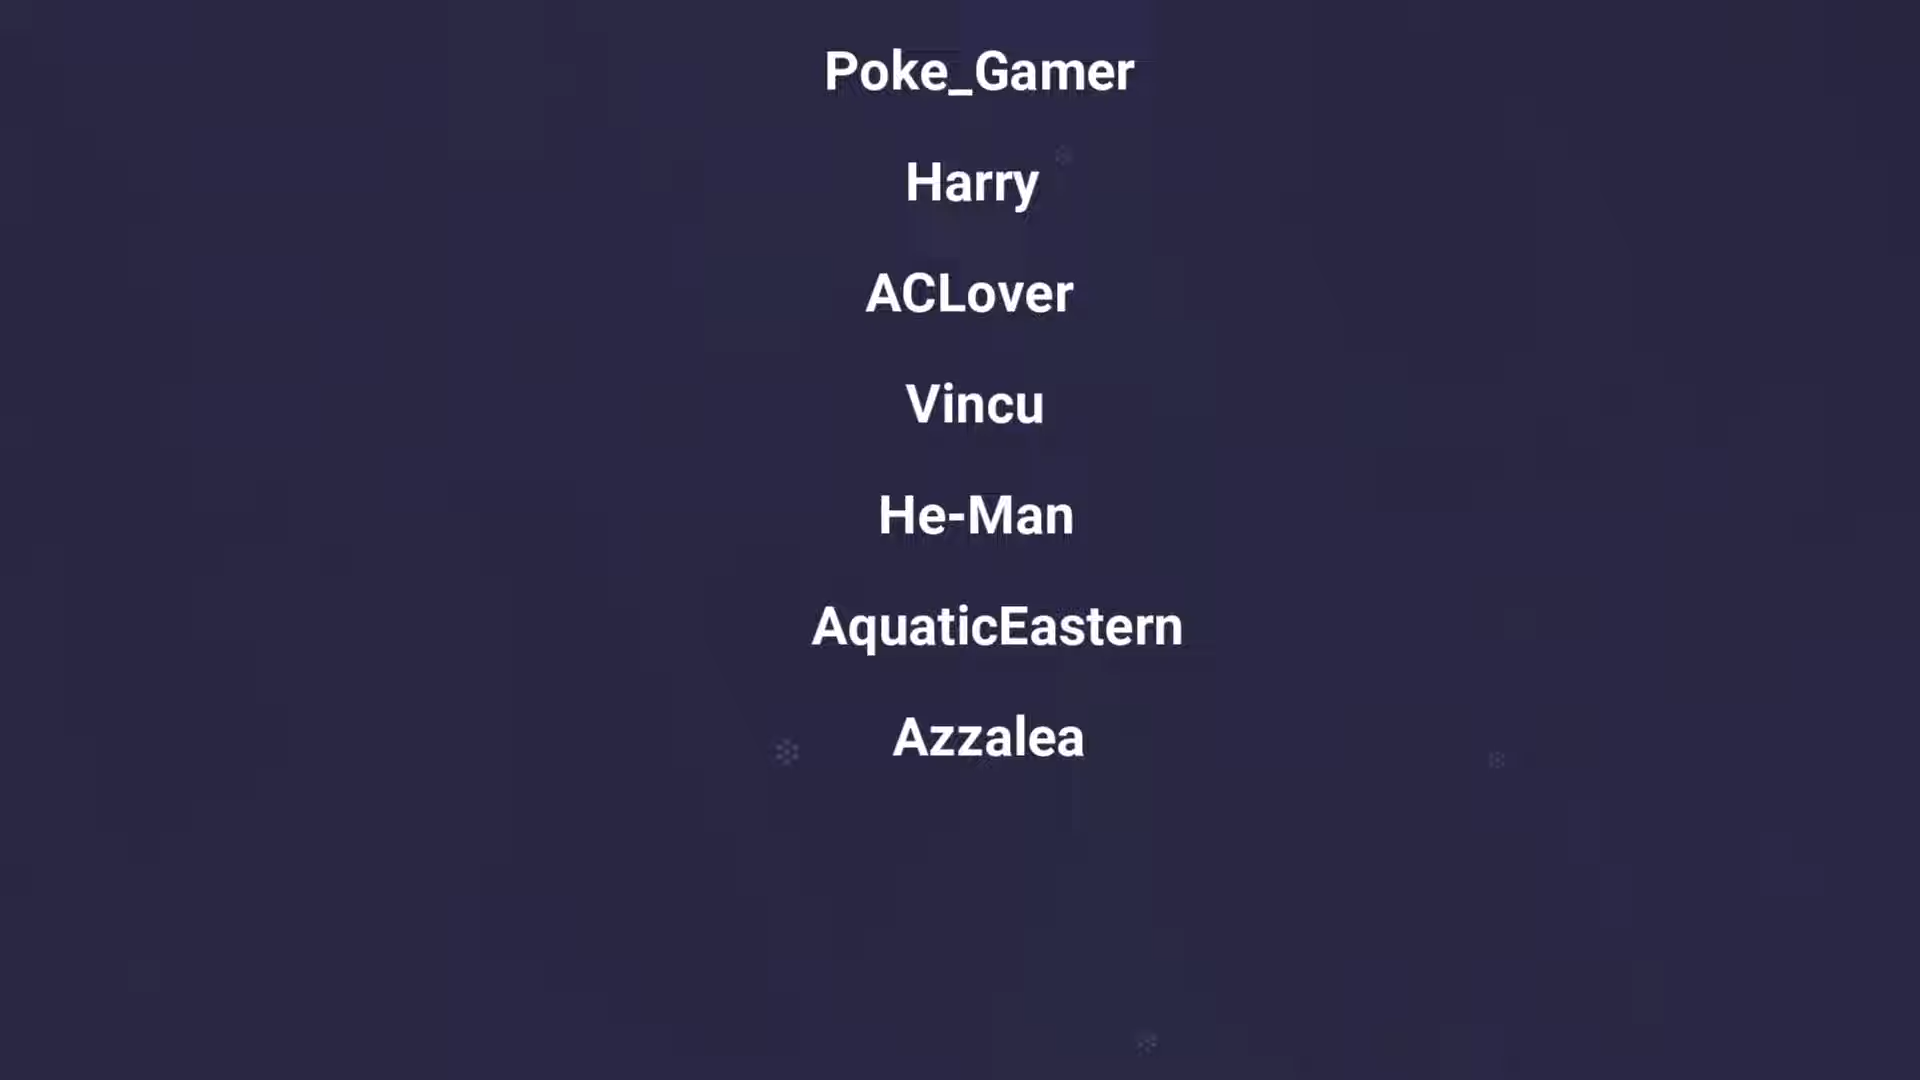 Poke_Gamer
Harry
ACLover
Vincu
He-Man
AquaticEastern
Azzalea